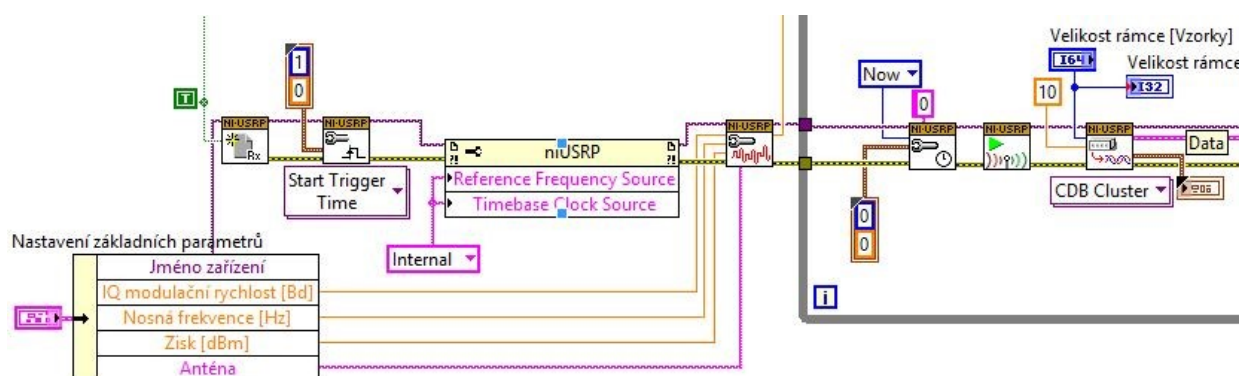 Velikost rámce [Vzorky]
I64
Velikost rámce
I32
Now
0
10
1
0
T
NI-USRP
Rx
NI-USRP
NI-USRP
NI-USRP
NI-USRP
NI-USRP
niUSRP
Reference Frequency Source
Timebase Clock Source
Data
Start Trigger
Time
CDB Cluster
0
0
Internal
Nastavení základních parametrů
Jméno zařízení
IQ modulační rychlost [Bd]
Nosná frekvence [Hz]
Zisk [dBm]
Anténa
i